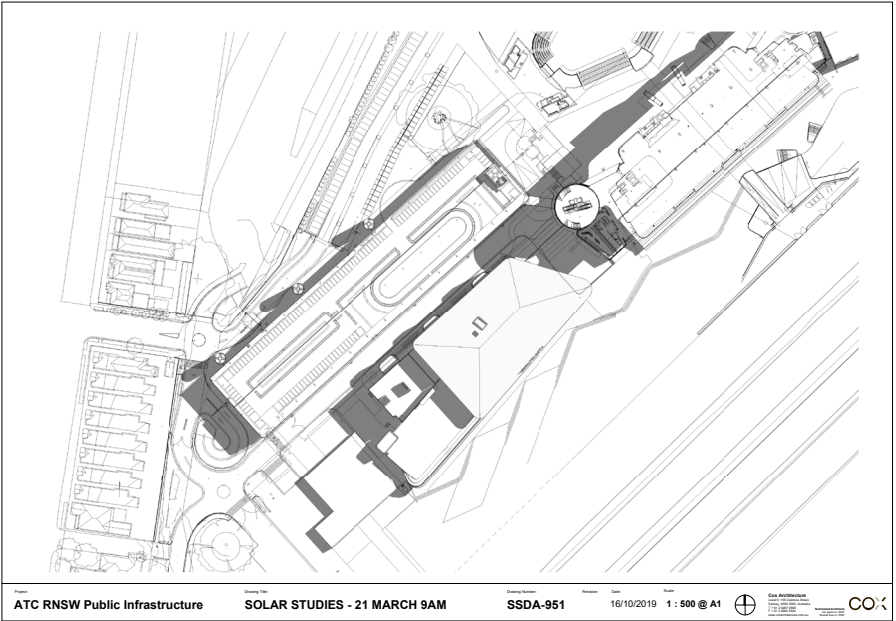 Project:
ATC RNSW Public Infrastructure
Drawing Title:
SOLAR STUDIES - 21 MARCH 9AM
Drawing Number:
SSDA-951
Revision:
Date:
16/10/2019
Scale:
1 : 500 @ A1
Cox Architecture
COX